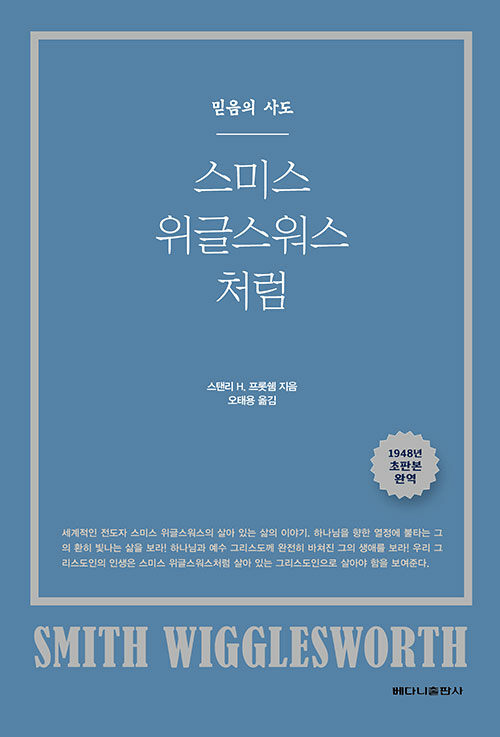 믿음의 사도
스미스
위글스워스
처럼
스탠리 H. 프롯쉠 지음
오태용 옮김
1948년
초판본
완역
세계적인 전도자 스미스 위글스워스의 살아 있는 삶의 이야기. 하나님을 향한 열정에 불타는 그
의 환히 빛나는 삶을 보라! 하나님과 예수 그리스도께 완전히 바쳐진 그의 생애를 보라! 우리 그
리스도인의 인생은 스미스 위글스워스처럼 살아 있는 그리스도인으로 살아야 함을 보여준다.
SMITH WIGGLESWORTH
베다니출판사